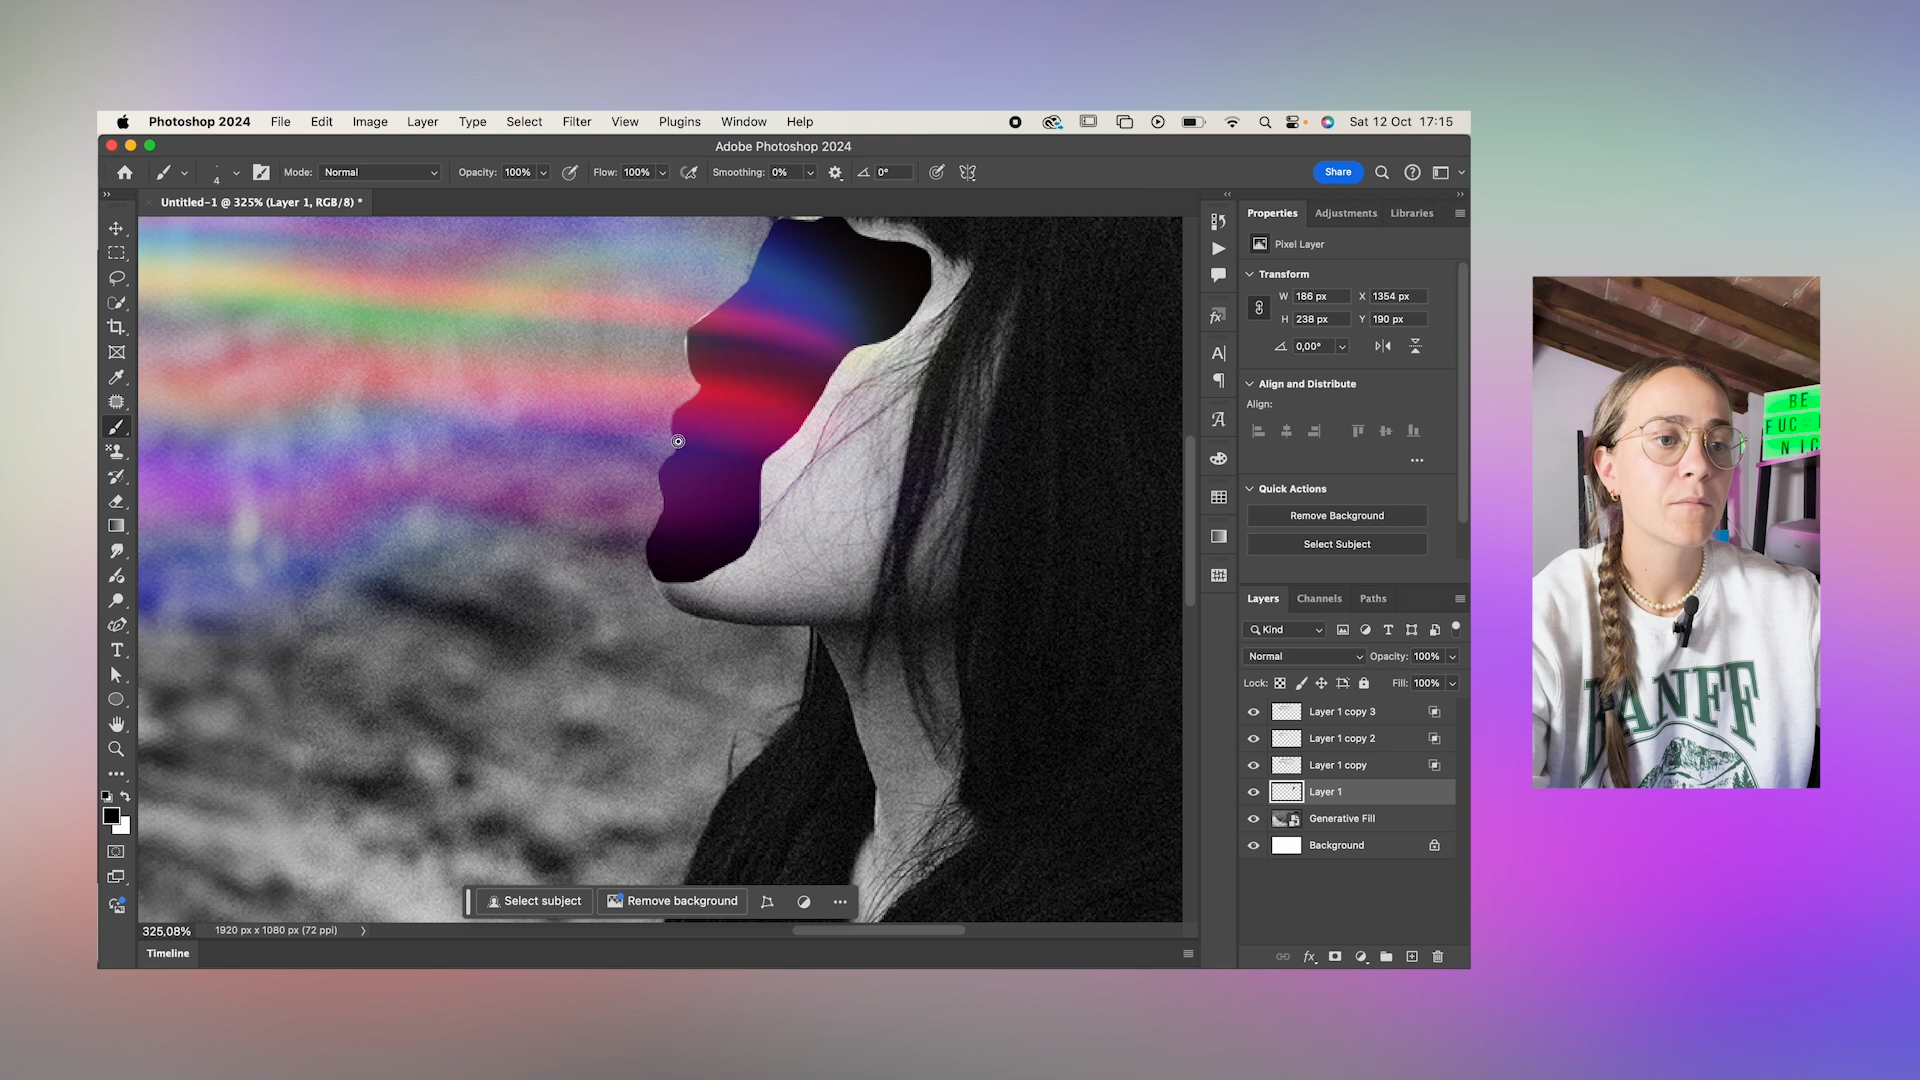 Photoshop 2024 File Edit Image Layer Type Select Filter View Plugins Window Help Sat 12 Oct 17:15
Adobe Photoshop 2024
4 Mode: Normal Opacity: 100% Flow: 100% Smoothing: 0% 0° Share
Untitled-1 @ 325% (Layer 1, RGB/8) *
Properties Adjustments Libraries
Pixel Layer
Transform
W 186 px X 1354 px
H 238 px Y 190 px
0,00°
Align and Distribute
Align:
Quick Actions
Remove Background
Select Subject
Layers Channels Paths
Kind
Normal Opacity: 100%
Lock: Fill: 100%
Layer 1 copy 3
Layer 1 copy 2
Layer 1 copy
Layer 1
Generative Fill
Background
Select subject Remove background
325,08% 1920 px x 1080 px (72 ppi)
Timeline
BE
FUC
NIC
BANFF